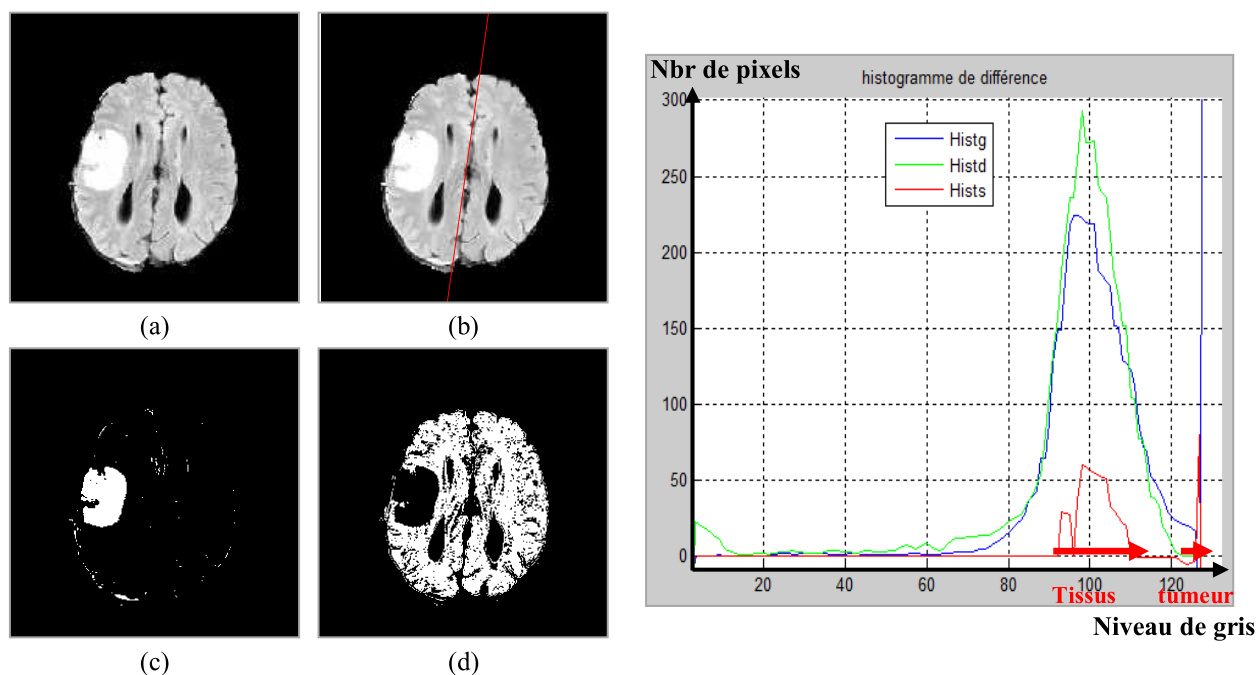 (a)
(b)
(c)
(d)
Nbr de pixels
histogramme de différence
300
250
200
150
100
50
0
Histg
Histd
Hists
20
40
60
80
100
120
Tissus
tumeur
Niveau de gris